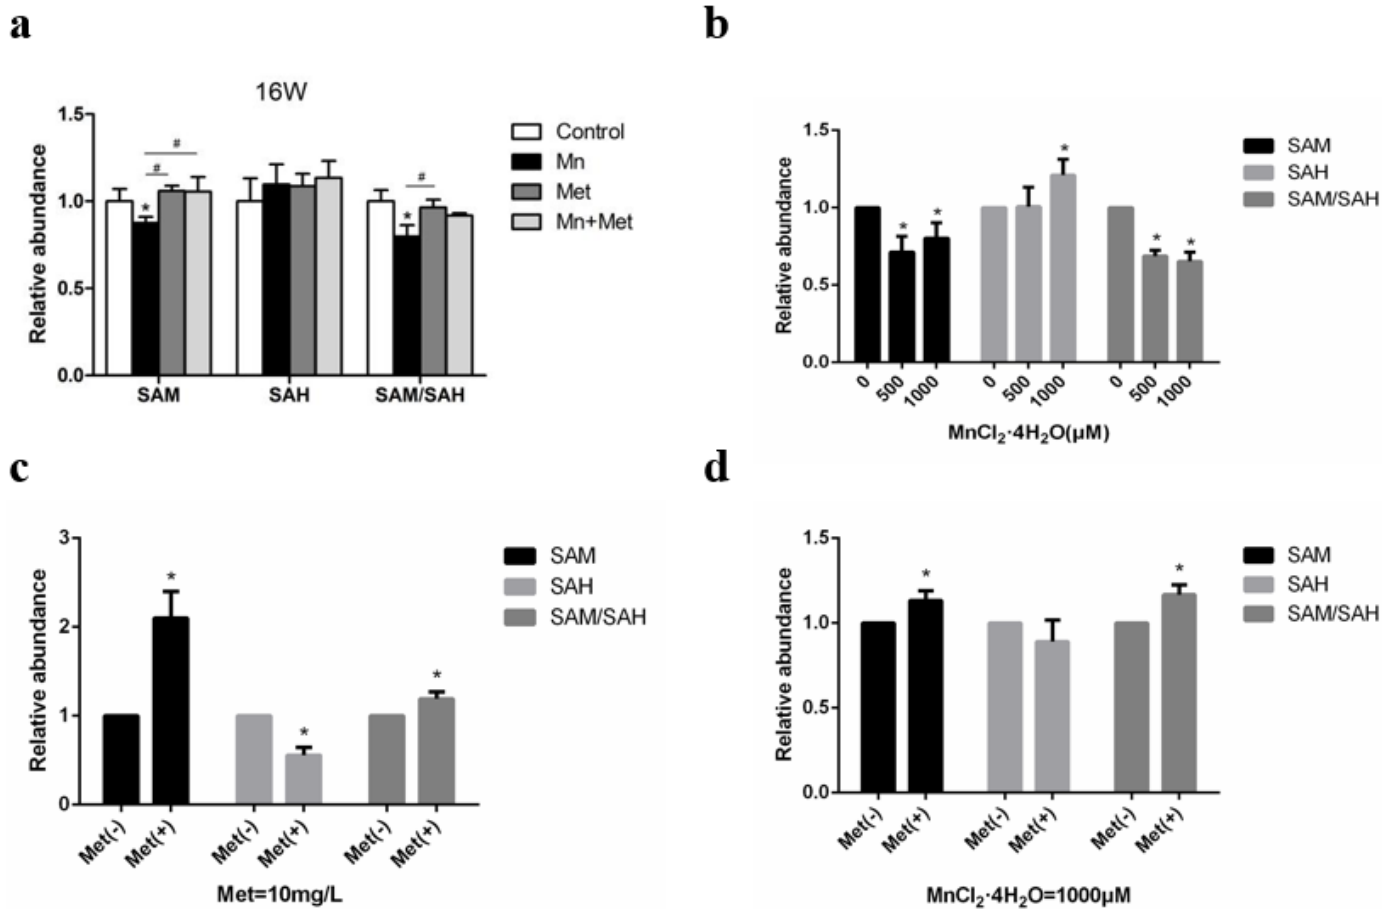 a
16W
1.5
1.0
0.5
0.0
Relative abundance
#
#
*
#
*
SAM
SAH
SAM/SAH
Control
Mn
Met
Mn+Met
b
1.5
1.0
0.5
0.0
Relative abundance
*
*
*
*
*
0
500
1000
0
500
1000
0
500
1000
MnCl₂·4H₂O(μM)
SAM
SAH
SAM/SAH
c
3
2
1
0
Relative abundance
*
*
*
Met(-)
Met(+)
Met(-)
Met(+)
Met(-)
Met(+)
Met=10mg/L
SAM
SAH
SAM/SAH
d
1.5
1.0
0.5
0.0
Relative abundance
*
*
Met(-)
Met(+)
Met(-)
Met(+)
Met(-)
Met(+)
MnCl₂·4H₂O=1000μM
SAM
SAH
SAM/SAH